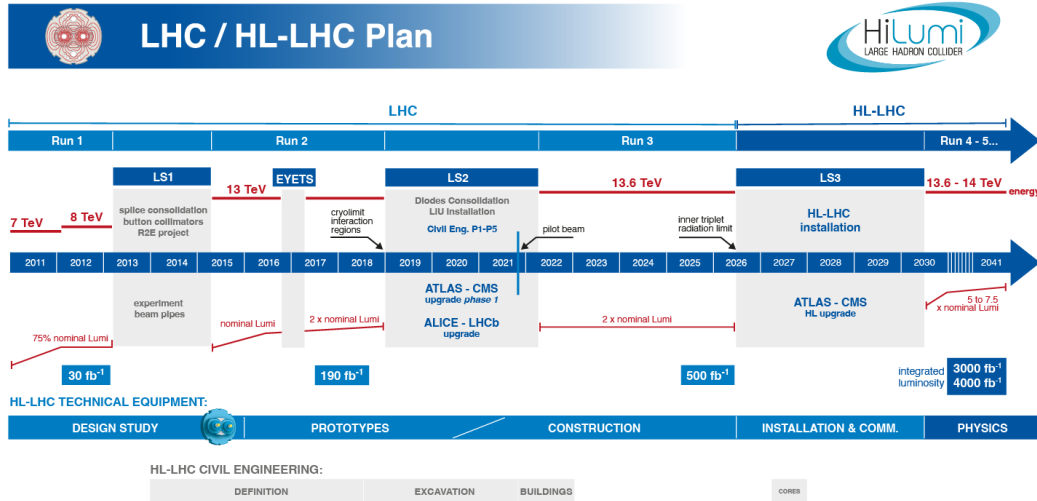 LHC / HL-LHC Plan
HiLumi
LARGE HADRON COLLIDER
LHC
HL-LHC
Run 1
Run 2
Run 3
Run 4 - 5...
LS1
EYETS
LS2
LS3
13 TeV
13.6 TeV
13.6 - 14 TeV
energy
7 TeV
8 TeV
splice consolidation
button collimators
R2E project
cryolimit
interaction
regions
Diodes Consolidation
LIU Installation
Civil Eng. P1-P5
pilot beam
inner triplet
radiation limit
HL-LHC
installation
2011 2012 2013 2014 2015 2016 2017 2018 2019 2020 2021 2022 2023 2024 2025 2026 2027 2028 2029 2030 2041
experiment
beam pipes
75% nominal Lumi
nominal Lumi
2 x nominal Lumi
ATLAS - CMS
upgrade phase 1
ALICE - LHCb
upgrade
2 x nominal Lumi
ATLAS - CMS
HL upgrade
5 to 7.5
x nominal Lumi
30 fb⁻¹
190 fb⁻¹
500 fb⁻¹
integrated
luminosity
3000 fb⁻¹
4000 fb⁻¹
HL-LHC TECHNICAL EQUIPMENT:
DESIGN STUDY
PROTOTYPES
CONSTRUCTION
INSTALLATION & COMM.
PHYSICS
HL-LHC CIVIL ENGINEERING:
DEFINITION
EXCAVATION
BUILDINGS
CORES